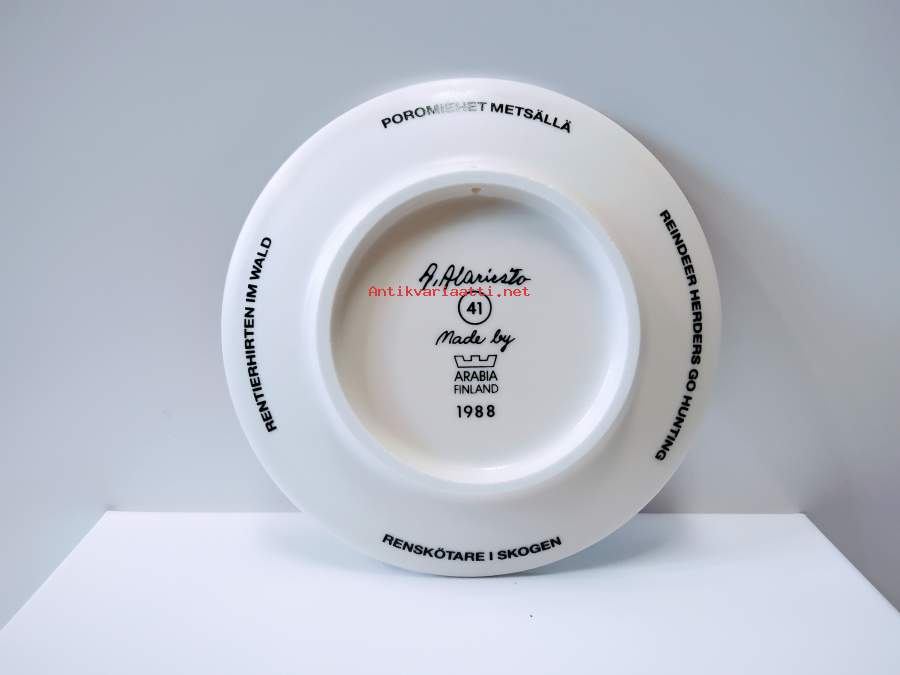 POROMIEHET METSÄLLÄ
REINDEER HERDERS GO HUNTING
RENSKÖTARE I SKOGEN
RENTIERHIRTEN IM WALD
A. Alariesto
Antikvariaatti.net
41
Made by
ARABIA
FINLAND
1988